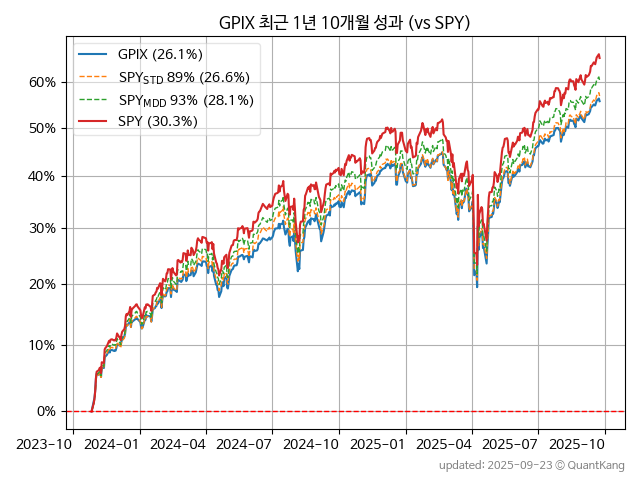 GPIX 최근 1년 10개월 성과 (vs SPY)
GPIX (26.1%)
SPY_STD 89% (26.6%)
SPY_MDD 93% (28.1%)
SPY (30.3%)
60%
50%
40%
30%
20%
10%
0%
2023-10 2024-01 2024-04 2024-07 2024-10 2025-01 2025-04 2025-07 2025-10
updated: 2025-09-23 © QuantKang